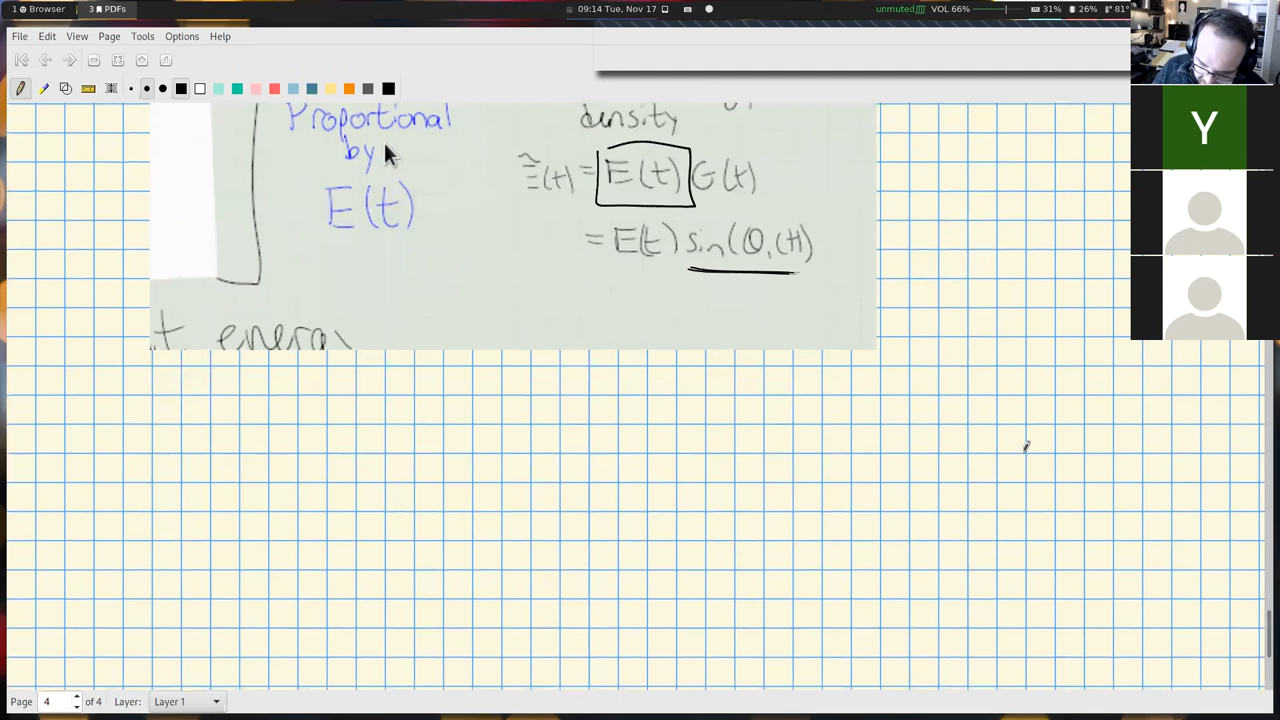 1 Browser 3 PDFs 09:14 Tue, Nov 17 unmuted VOL 66% 31% 26% 81°
File Edit View Page Tools Options Help
Proportional
by
E(t)
density
Ξ̃(t) = E(t) G(t)
= E(t) sin(θ,(t))
t energy
Y
Page 4 of 4 Layer: Layer 1